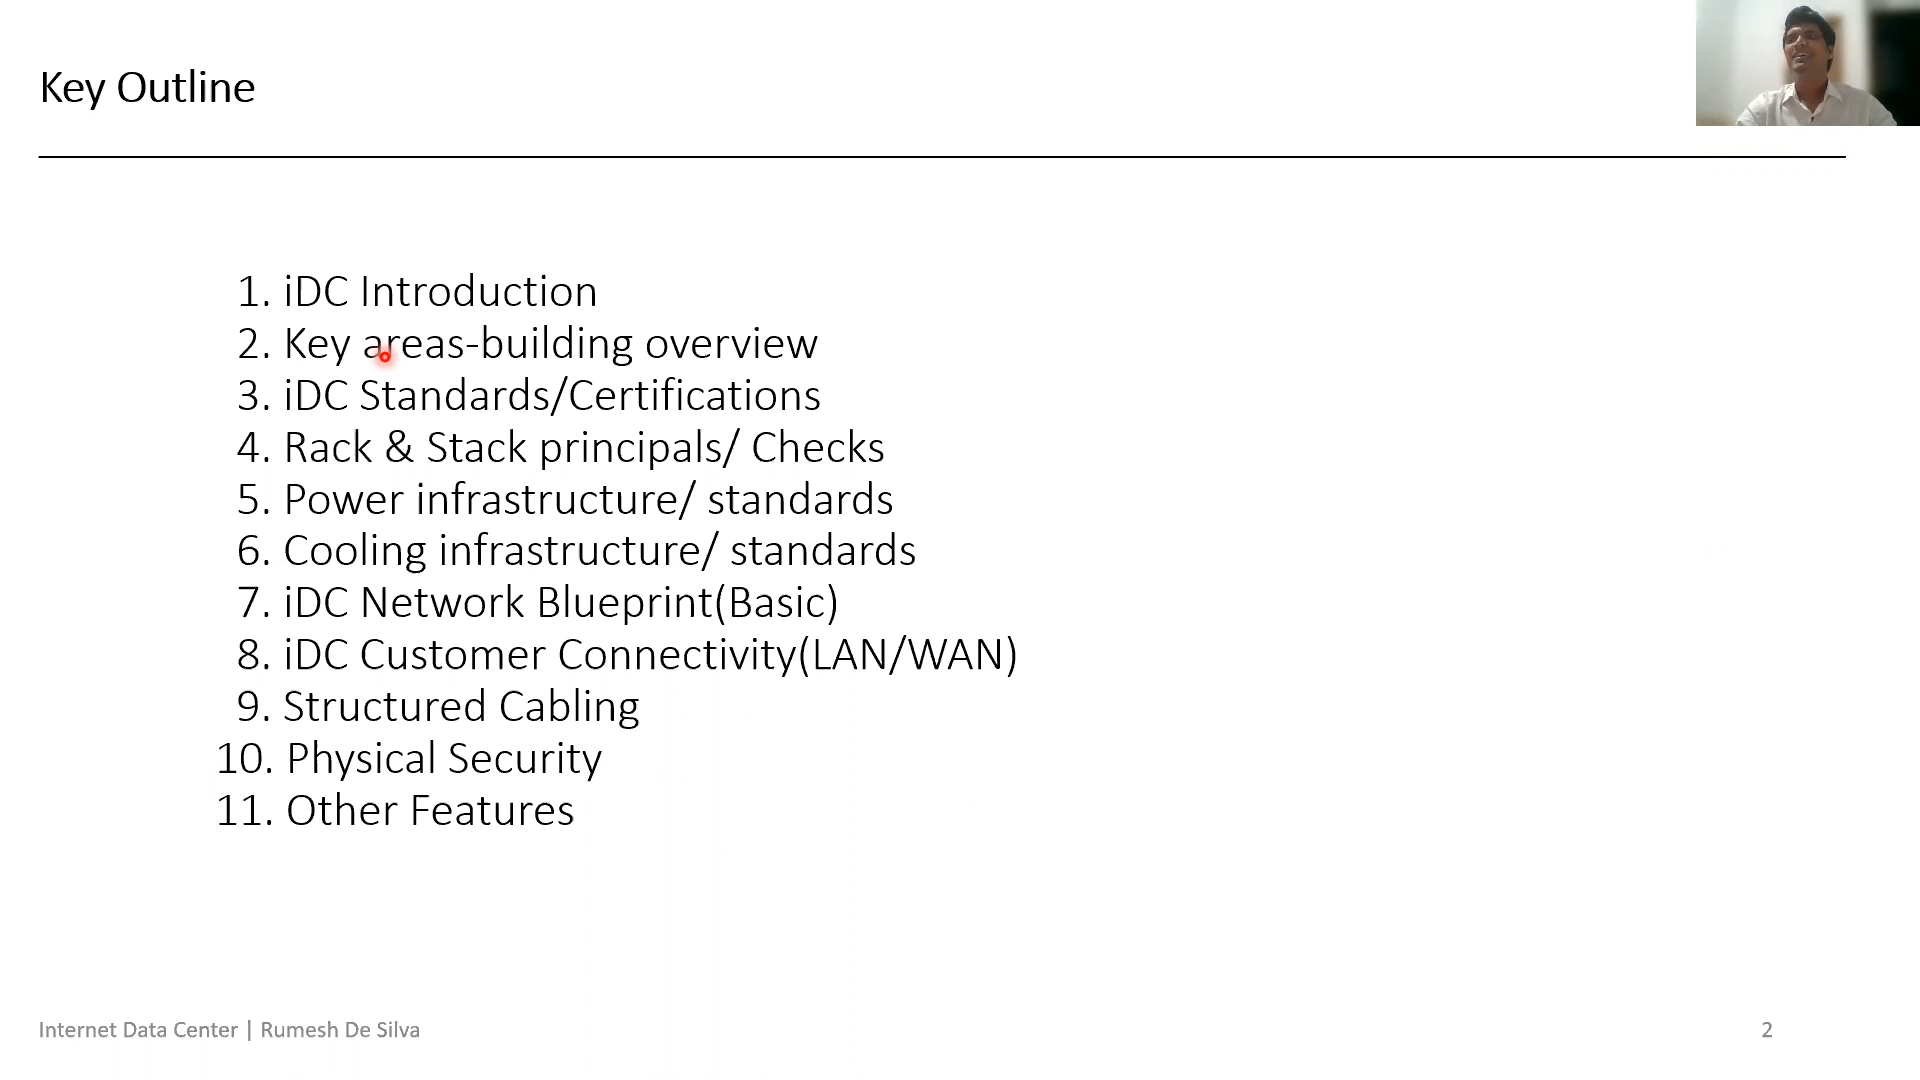 Key Outline
1. iDC Introduction
2. Key areas-building overview
3. iDC Standards/Certifications
4. Rack & Stack principals/ Checks
5. Power infrastructure/ standards
6. Cooling infrastructure/ standards
7. iDC Network Blueprint(Basic)
8. iDC Customer Connectivity(LAN/WAN)
9. Structured Cabling
10. Physical Security
11. Other Features
Internet Data Center | Rumesh De Silva
2